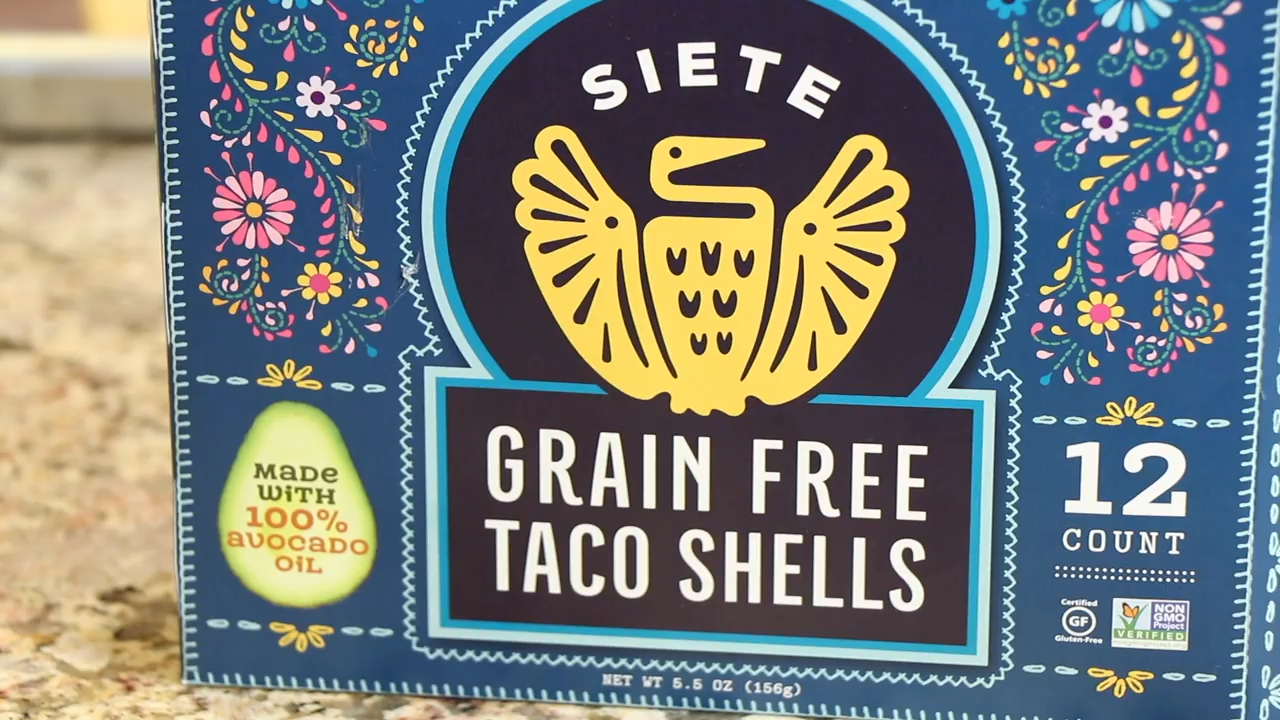 SIETE
GRAIN FREE
TACO SHELLS
MaDe
WiTH
100%
avocaDo
OiL
12
COUNT
Certified
GF
Gluten-Free
NON
GMO
Project
VERIFIED
NET WT 5.5 OZ (156g)